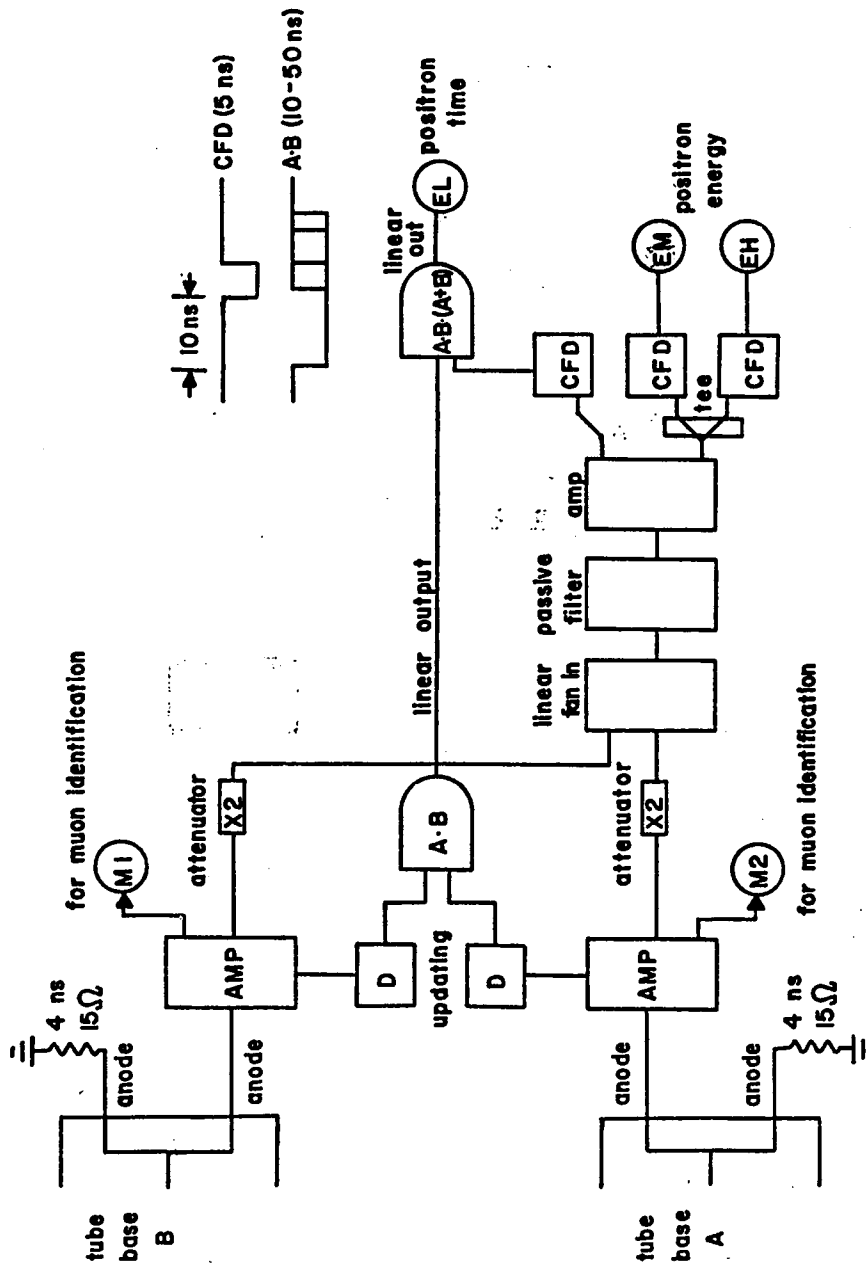 tube
base
B
4 ns
15Ω
anode
anode
AMP
M1
for muon identification
attenuator
X2
D
updating
D
A·B
linear output
10 ns
CFD (5 ns)
A·B (10-50 ns)
linear
out
A·B·(A+B)
EL
positron
time
tube
base
A
anode
anode
4 ns
15Ω
AMP
M2
for muon identification
attenuator
X2
linear
fan in
passive
filter
amp
CFD
tee
CFD
CFD
EM
EH
positron
energy